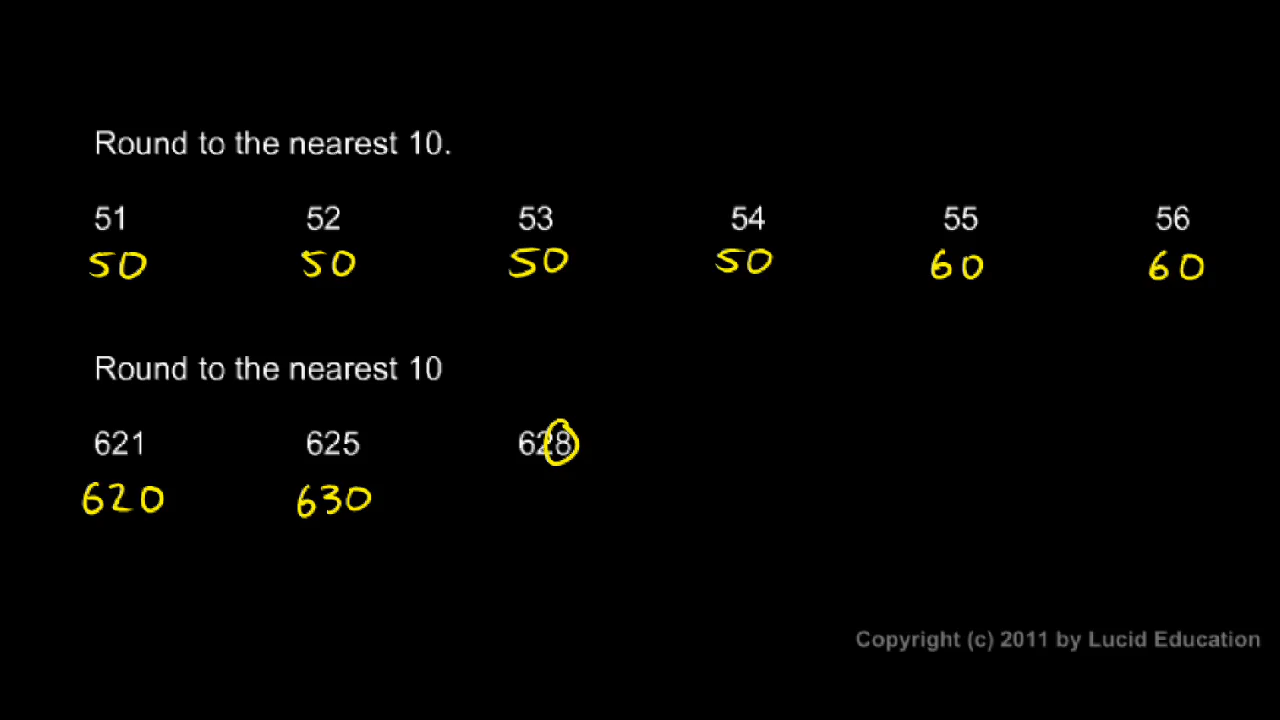 Round to the nearest 10.
51 52 53 54 55 56
50 50 50 50 60 60
Round to the nearest 10
621 625 628
620 630
Copyright (c) 2011 by Lucid Education